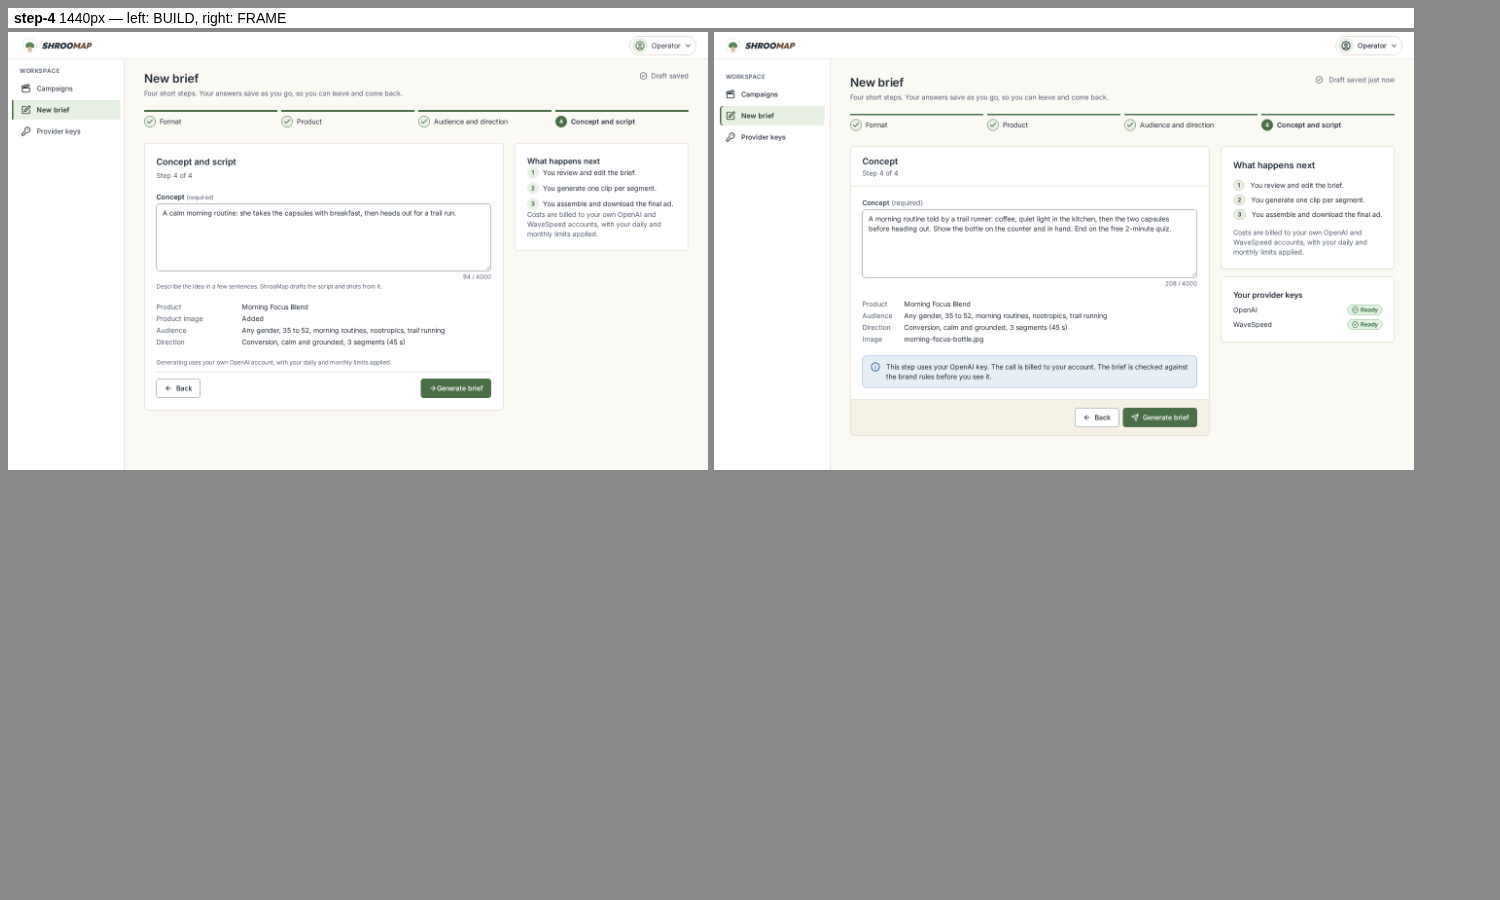 step-4 1440px — left: BUILD, right: FRAME
SHROOMAP
Operator
WORKSPACE
Campaigns
New brief
Provider keys
New brief
Draft saved
Four short steps. Your answers save as you go, so you can leave and come back.
Format
Product
Audience and direction
4 Concept and script
Concept and script
Step 4 of 4
Concept (required)
A calm morning routine: she takes the capsules with breakfast, then heads out for a trail run.
94 / 4000
Describe the idea in a few sentences. ShrooMap drafts the script and shots from it.
Product Morning Focus Blend
Product image Added
Audience Any gender, 35 to 52, morning routines, nootropics, trail running
Direction Conversion, calm and grounded, 3 segments (45 s)
Generating uses your own OpenAI account, with your daily and monthly limits applied.
Back
Generate brief
What happens next
1 You review and edit the brief.
2 You generate one clip per segment.
3 You assemble and download the final ad.
Costs are billed to your own OpenAI and
WaveSpeed accounts, with your daily and
monthly limits applied.
SHROOMAP
Operator
WORKSPACE
Campaigns
New brief
Provider keys
New brief
Draft saved just now
Four short steps. Your answers save as you go, so you can leave and come back.
Format
Product
Audience and direction
4 Concept and script
Concept
Step 4 of 4
Concept (required)
A morning routine told by a trail runner: coffee, quiet light in the kitchen, then the two capsules
before heading out. Show the bottle on the counter and in hand. End on the free 2-minute quiz.
208 / 4000
Product Morning Focus Blend
Audience Any gender, 35 to 52, morning routines, nootropics, trail running
Direction Conversion, calm and grounded, 3 segments (45 s)
Image morning-focus-bottle.jpg
This step uses your OpenAI key. The call is billed to your account. The brief is checked against
the brand rules before you see it.
Back
Generate brief
What happens next
1 You review and edit the brief.
2 You generate one clip per segment.
3 You assemble and download the final ad.
Costs are billed to your own OpenAI and
WaveSpeed accounts, with your daily and
monthly limits applied.
Your provider keys
OpenAI Ready
WaveSpeed Ready